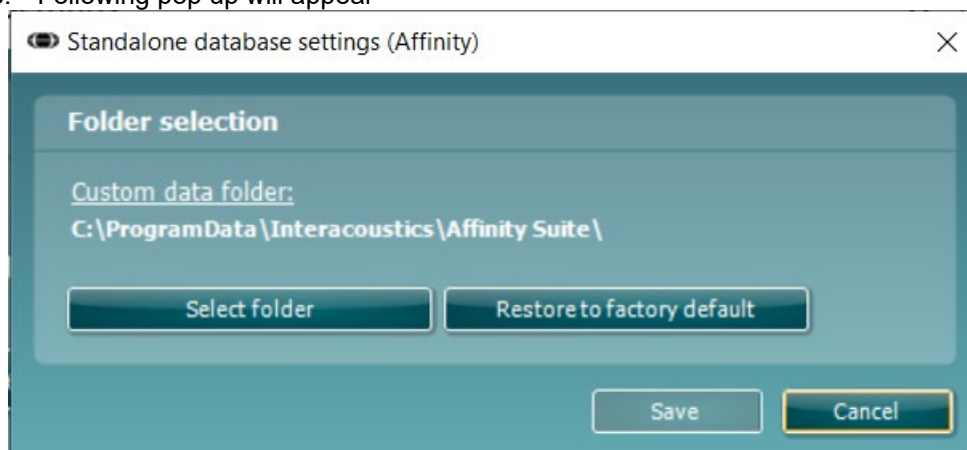 Following pop up will appear
Standalone database settings (Affinity)
Folder selection
Custom data folder:
C:\ProgramData\Interacoustics\Affinity Suite\
Select folder
Restore to factory default
Save
Cancel